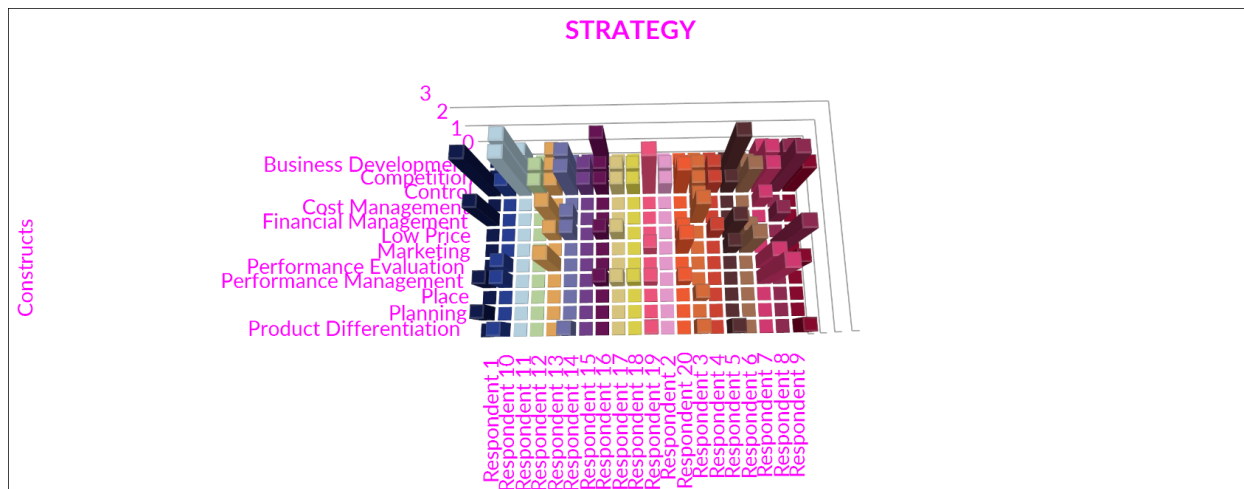 STRATEGY
3
2
1
0
Business Development
Competition
Control
Cost Management
Financial Management
Low Price
Marketing
Performance Evaluation
Performance Management
Place
Planning
Product Differentiation
Constructs
Respondent 1
Respondent 10
Respondent 11
Respondent 12
Respondent 13
Respondent 14
Respondent 15
Respondent 16
Respondent 17
Respondent 18
Respondent 19
Respondent 2
Respondent 20
Respondent 3
Respondent 4
Respondent 5
Respondent 6
Respondent 7
Respondent 8
Respondent 9